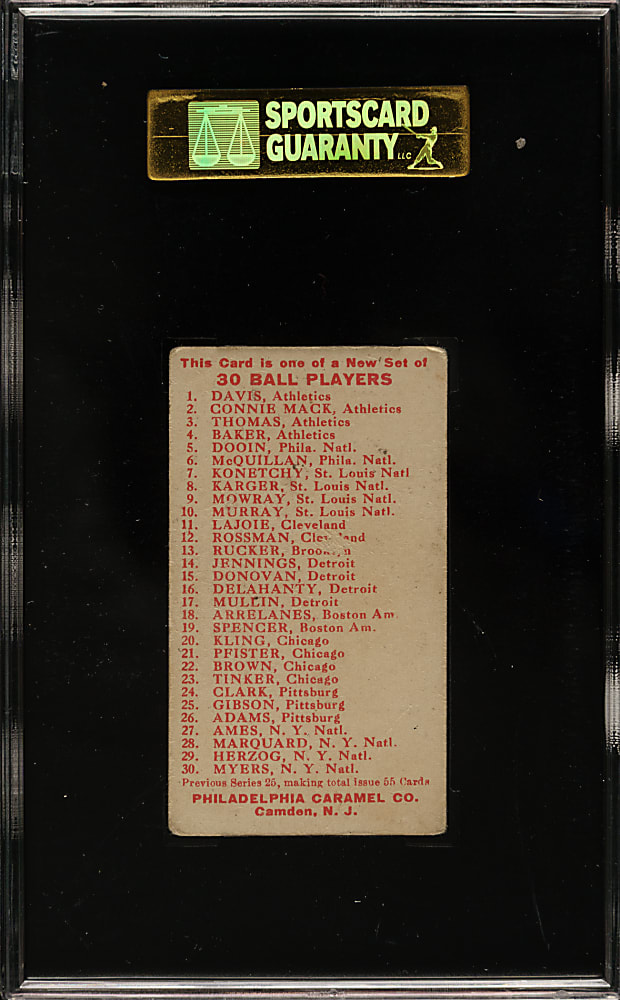 SPORTSCARD
GUARANTY LLC
This Card is one of a New Set of
30 BALL PLAYERS
1. DAVIS, Athletics
2. CONNIE MACK, Athletics
3. THOMAS, Athletics
4. BAKER, Athletics
5. DOOIN, Phila. Natl.
6. McQUILLAN, Phila. Natl.
7. KONETCHY, St. Louis Natl
8. KARGER, St. Louis Natl.
9. MOWRAY, St. Louis Natl.
10. MURRAY, St. Louis Natl.
11. LAJOIE, Cleveland
12. ROSSMAN,
13. RUCKER,
14. JENNINGS, Detroit
15. DONOVAN, Detroit
16. DELAHANTY, Detroit
17. MULLIN, Detroit
18. ARRELANES, Boston Am
19. SPENCER, Boston Am.
20. KLING, Chicago
21. PFISTER, Chicago
22. BROWN, Chicago
23. TINKER, Chicago
24. CLARK, Pittsburg
25. GIBSON, Pittsburg
26. ADAMS, Pittsburg
27. AMES, N. Y. Natl.
28. MARQUARD, N. Y. Natl.
29. HERZOG, N. Y. Natl.
30. MYERS, N. Y. Natl.
Previous Series 25, making total issue 55 Cards
PHILADELPHIA CARAMEL CO.
Camden, N. J.